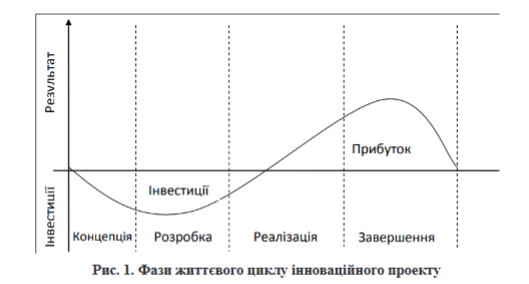 Результат
Інвестиції
Інвестиції
Прибуток
Концепція
Розробка
Реалізація
Завершення
Рис. 1. Фази життєвого циклу інноваційного проекту